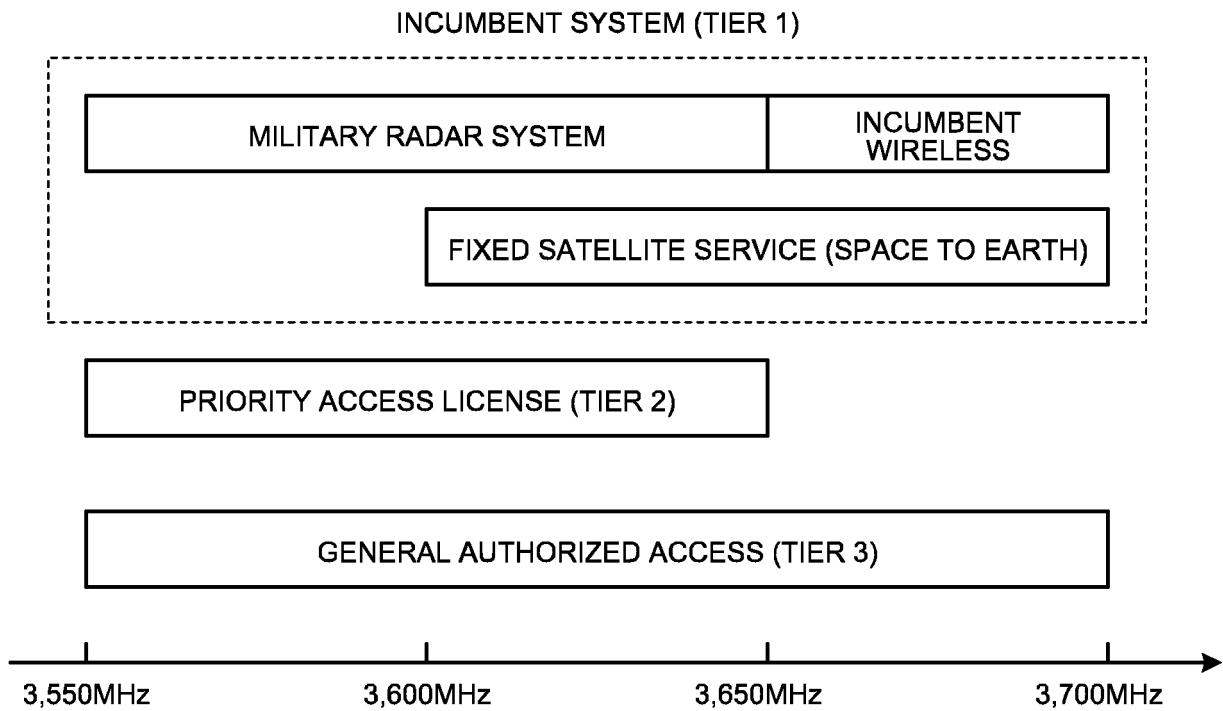 INCUMBENT SYSTEM (TIER 1)
MILITARY RADAR SYSTEM
INCUMBENT
WIRELESS
FIXED SATELLITE SERVICE (SPACE TO EARTH)
PRIORITY ACCESS LICENSE (TIER 2)
GENERAL AUTHORIZED ACCESS (TIER 3)
3,550MHz
3,600MHz
3,650MHz
3,700MHz